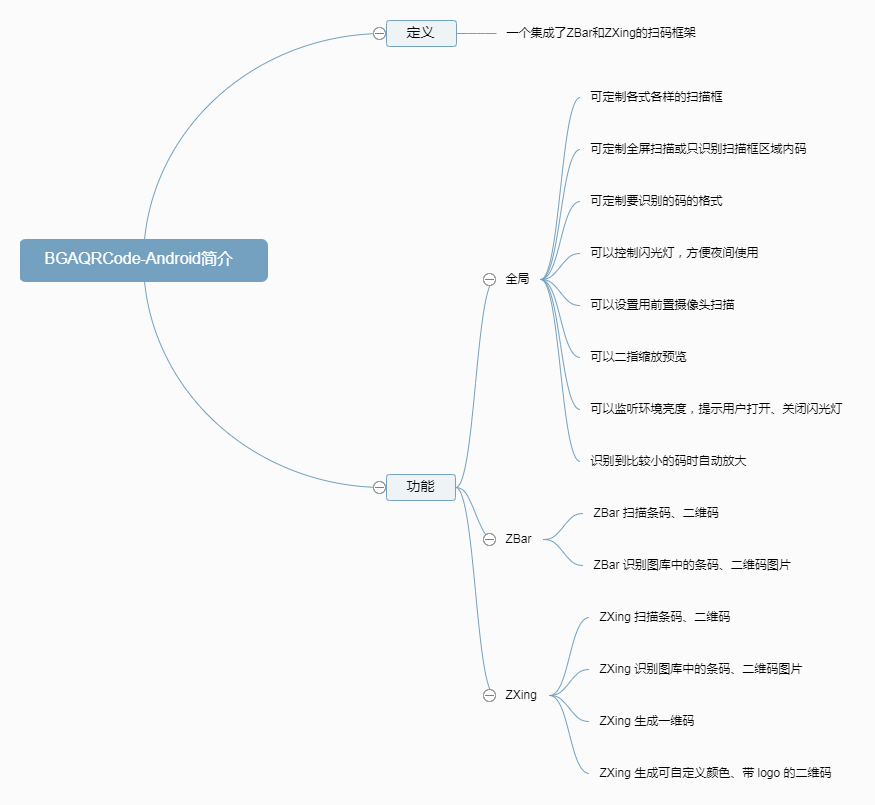 BGAQRCode-Android简介
定义
一个集成了ZBar和ZXing的扫码框架
功能
全局
可定制各式各样的扫描框
可定制全屏扫描或只识别扫描框区域内码
可定制要识别的码的格式
可以控制闪光灯，方便夜间使用
可以设置用前置摄像头扫描
可以二指缩放预览
可以监听环境亮度，提示用户打开、关闭闪光灯
识别到比较小的码时自动放大
ZBar
ZBar 扫描条码、二维码
ZBar 识别图库中的条码、二维码图片
ZXing
ZXing 扫描条码、二维码
ZXing 识别图库中的条码、二维码图片
ZXing 生成一维码
ZXing 生成可自定义颜色、带 logo 的二维码